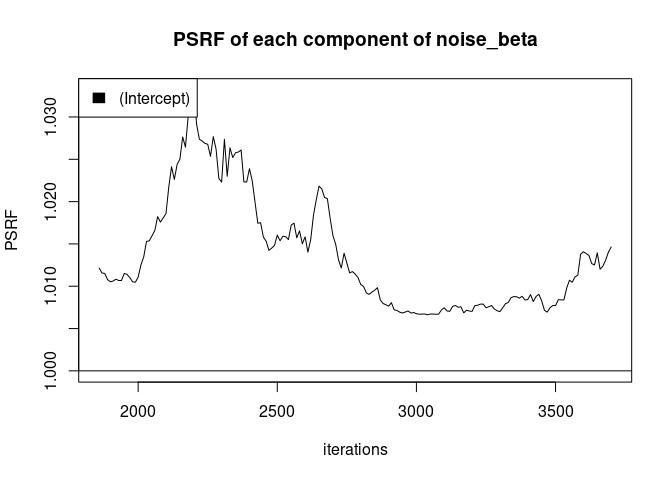 PSRF of each component of noise_beta
(Intercept)
1.030
1.020
1.010
1.000
PSRF
2000 2500 3000 3500
iterations